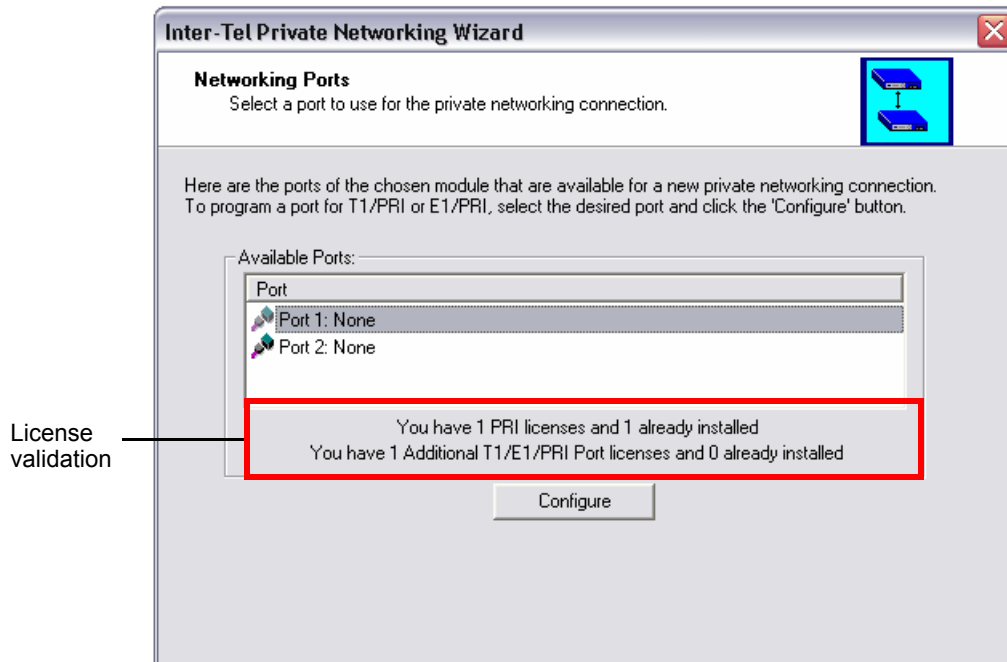 Inter-Tel Private Networking Wizard
Networking Ports
Select a port to use for the private networking connection.
Here are the ports of the chosen module that are available for a new private networking connection.
To program a port for T1/PRI or E1/PRI, select the desired port and click the 'Configure' button.
Available Ports:
Port
Port 1: None
Port 2: None
License
validation
You have 1 PRI licenses and 1 already installed
You have 1 Additional T1/E1/PRI Port licenses and 0 already installed
Configure